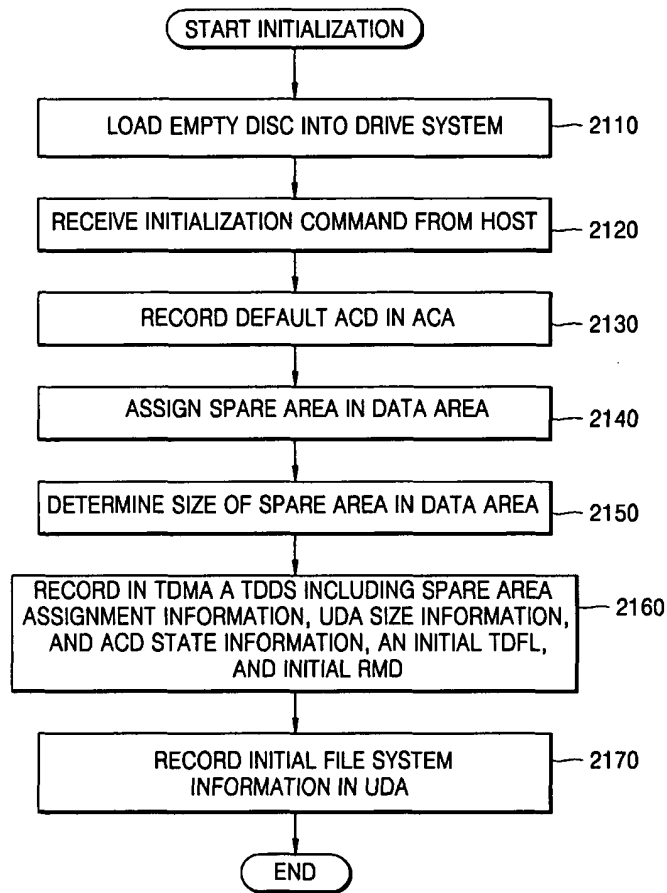 START INITIALIZATION
LOAD EMPTY DISC INTO DRIVE SYSTEM
2110
RECEIVE INITIALIZATION COMMAND FROM HOST
2120
RECORD DEFAULT ACD IN ACA
2130
ASSIGN SPARE AREA IN DATA AREA
2140
DETERMINE SIZE OF SPARE AREA IN DATA AREA
2150
RECORD IN TDMA A TDDS INCLUDING SPARE AREA
ASSIGNMENT INFORMATION, UDA SIZE INFORMATION,
AND ACD STATE INFORMATION, AN INITIAL TDFL,
AND INITIAL RMD
2160
RECORD INITIAL FILE SYSTEM
INFORMATION IN UDA
2170
END